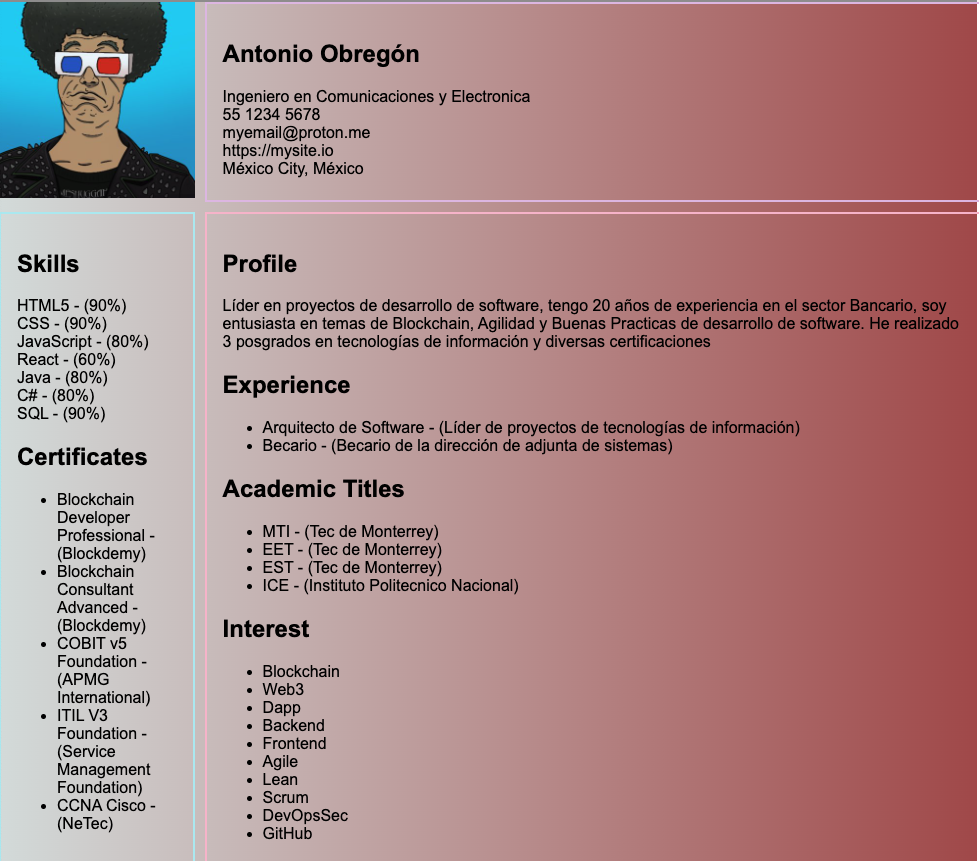 Antonio Obregón
Ingeniero en Comunicaciones y Electronica
55 1234 5678
myemail@proton.me
https://mysite.io
México City, México
Skills
HTML5 - (90%)
CSS - (90%)
JavaScript - (80%)
React - (60%)
Java - (80%)
C# - (80%)
SQL - (90%)
Certificates
Blockchain
Developer
Professional -
(Blockdemy)
Blockchain
Consultant
Advanced -
(Blockdemy)
COBIT v5
Foundation -
(APMG
International)
ITIL V3
Foundation -
(Service
Management
Foundation)
CCNA Cisco -
(NeTec)
Profile
Líder en proyectos de desarrollo de software, tengo 20 años de experiencia en el sector Bancario, soy
entusiasta en temas de Blockchain, Agilidad y Buenas Practicas de desarrollo de software. He realizado
3 posgrados en tecnologías de información y diversas certificaciones
Experience
Arquitecto de Software - (Líder de proyectos de tecnologías de información)
Becario - (Becario de la dirección de adjunta de sistemas)
Academic Titles
MTI - (Tec de Monterrey)
EET - (Tec de Monterrey)
EST - (Tec de Monterrey)
ICE - (Instituto Politecnico Nacional)
Interest
Blockchain
Web3
Dapp
Backend
Frontend
Agile
Lean
Scrum
DevOpsSec
GitHub